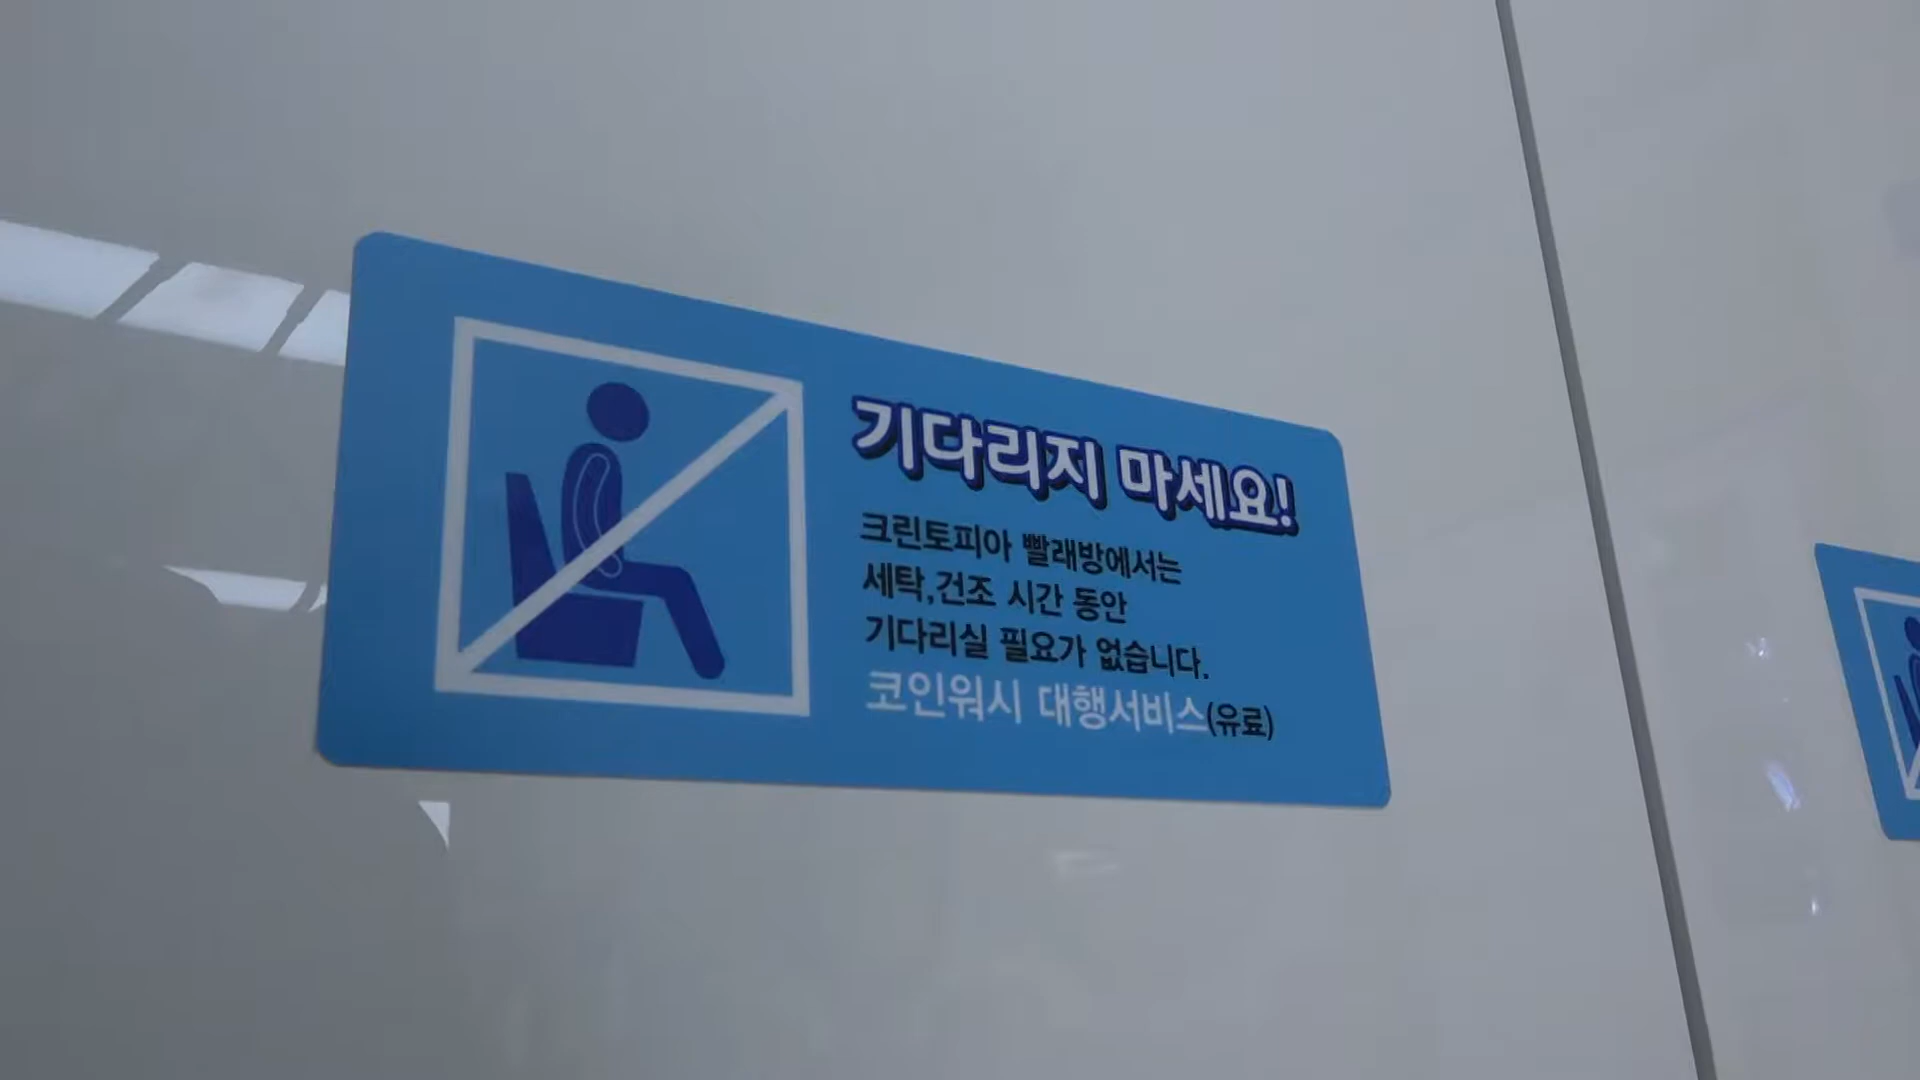 기다리지 마세요!
크린토피아 빨래방에서는
세탁,건조 시간 동안
기다리실 필요가 없습니다.
코인워시 대행서비스(유료)